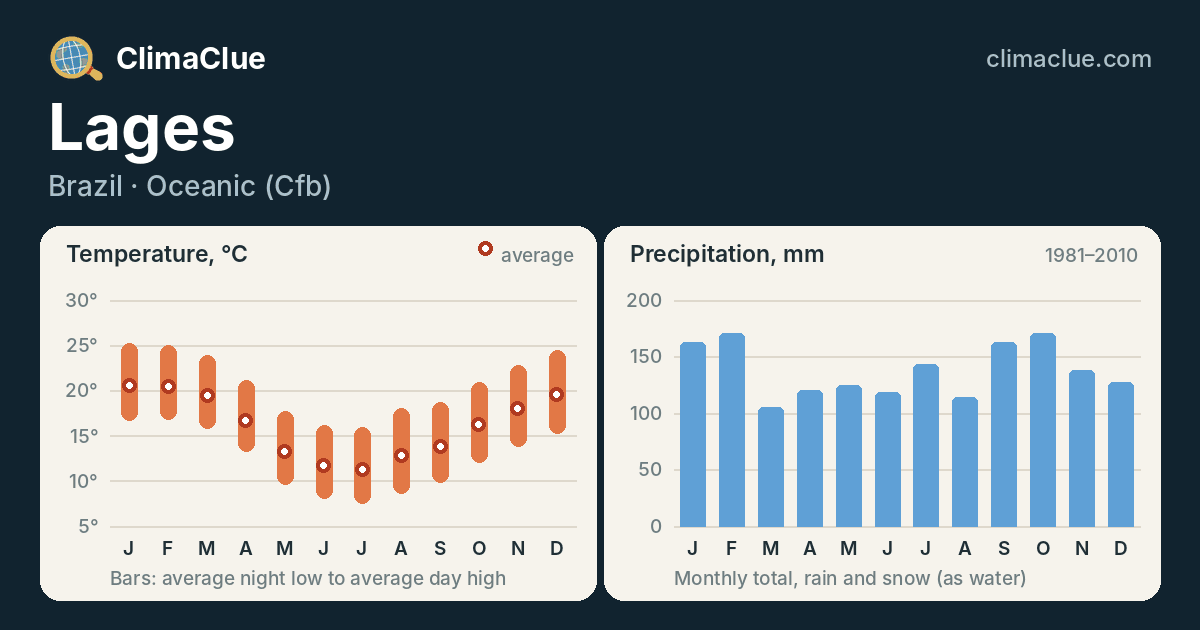 ClimaClue
climaclue.com
Lages
Brazil · Oceanic (Cfb)
Temperature, °C
average
30°
25°
20°
15°
10°
5°
J F M A M J J A S O N D
Bars: average night low to average day high
Precipitation, mm
1981–2010
200
150
100
50
0
J F M A M J J A S O N D
Monthly total, rain and snow (as water)